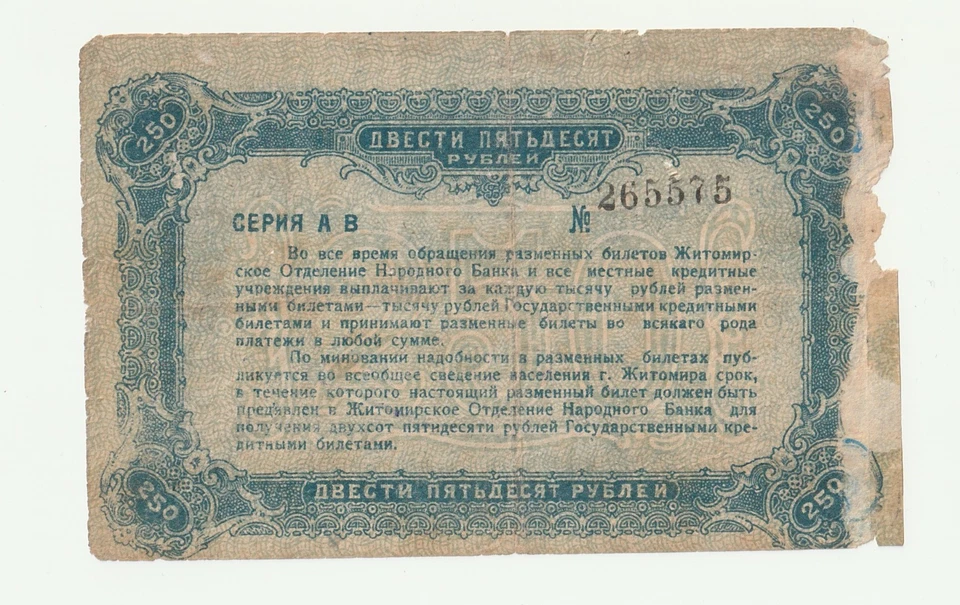 250
250
ДВЕСТИ ПЯТЬДЕСЯТ
РУБЛЕЙ
СЕРИЯ А В
№ 265575
Во все время обращения разменных билетов Житомир-
ское Отделение Народного Банка и все местные кредитные
учреждения выплачивают за каждую тысячу рублей размен-
ными билетами—тысячу рублей Государственными кредитными
билетами и принимают разменные билеты во всякаго рода
платежи в любой сумме.
По миновании надобности в разменных билетах пуб-
ликуется во всеобщее сведение населения г. Житомира срок,
в течение которого настоящий разменный билет должен быть
предъявлен в Житомирское Отделение Народного Банка для
получения двухсот пятидесяти рублей Государственными кре-
дитными билетами.
250
ДВЕСТИ ПЯТЬДЕСЯТ РУБЛЕЙ
250